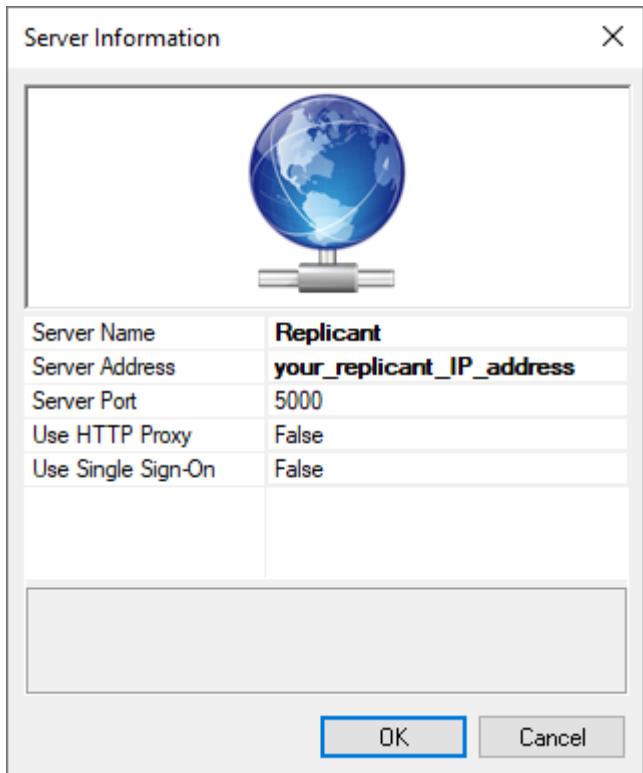 Server Information
Server Name Replicant
Server Address your_replicant_IP_address
Server Port 5000
Use HTTP Proxy False
Use Single Sign-On False
OK Cancel